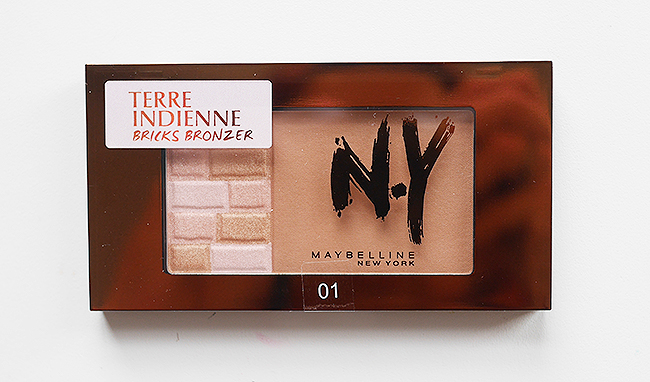 TERRE
INDIENNE
BRICKS BRONZER
N.Y
MAYBELLINE
NEW YORK
01